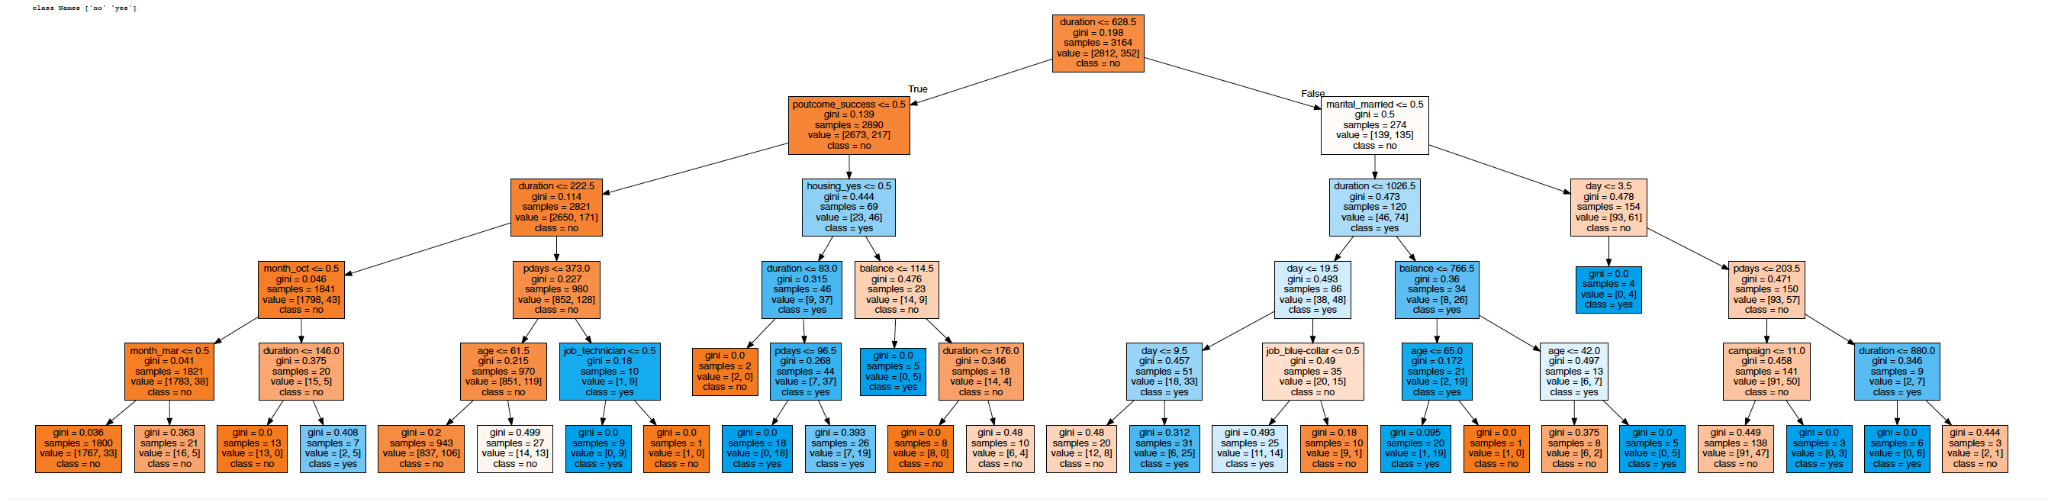 class Names ['no' 'yes']
duration <= 628.5
gini = 0.198
samples = 3164
value = [2812, 352]
class = no
True
False
poutcome_success <= 0.5
gini = 0.139
samples = 2890
value = [2673, 217]
class = no
marital_married <= 0.5
gini = 0.5
samples = 274
value = [139, 135]
class = no
duration <= 222.5
gini = 0.114
samples = 2821
value = [2650, 171]
class = no
housing_yes <= 0.5
gini = 0.444
samples = 69
value = [23, 46]
class = yes
duration <= 1026.5
gini = 0.473
samples = 120
value = [46, 74]
class = yes
day <= 3.5
gini = 0.478
samples = 154
value = [93, 61]
class = no
month_oct <= 0.5
gini = 0.046
samples = 1841
value = [1798, 43]
class = no
pdays <= 373.0
gini = 0.227
samples = 980
value = [852, 128]
class = no
duration <= 83.0
gini = 0.315
samples = 46
value = [9, 37]
class = yes
balance <= 114.5
gini = 0.476
samples = 23
value = [14, 9]
class = no
day <= 19.5
gini = 0.493
samples = 86
value = [38, 48]
class = yes
balance <= 766.5
gini = 0.36
samples = 34
value = [8, 26]
class = yes
gini = 0.0
samples = 4
value = [0, 4]
class = yes
pdays <= 203.5
gini = 0.471
samples = 150
value = [93, 57]
class = no
month_mar <= 0.5
gini = 0.041
samples = 1821
value = [1783, 38]
class = no
duration <= 146.0
gini = 0.375
samples = 20
value = [15, 5]
class = no
age <= 61.5
gini = 0.215
samples = 970
value = [851, 119]
class = no
job_technician <= 0.5
gini = 0.18
samples = 10
value = [1, 9]
class = yes
gini = 0.0
samples = 2
value = [2, 0]
class = no
pdays <= 96.5
gini = 0.268
samples = 44
value = [7, 37]
class = yes
gini = 0.0
samples = 5
value = [0, 5]
class = yes
duration <= 176.0
gini = 0.346
samples = 18
value = [14, 4]
class = no
day <= 9.5
gini = 0.457
samples = 51
value = [18, 33]
class = yes
job_blue-collar <= 0.5
gini = 0.49
samples = 35
value = [20, 15]
class = no
age <= 65.0
gini = 0.172
samples = 21
value = [2, 19]
class = yes
age <= 42.0
gini = 0.497
samples = 13
value = [6, 7]
class = yes
campaign <= 11.0
gini = 0.458
samples = 141
value = [91, 50]
class = no
duration <= 880.0
gini = 0.346
samples = 9
value = [2, 7]
class = yes
gini = 0.036
samples = 1800
value = [1767, 33]
class = no
gini = 0.363
samples = 21
value = [16, 5]
class = no
gini = 0.0
samples = 13
value = [13, 0]
class = no
gini = 0.408
samples = 7
value = [2, 5]
class = yes
gini = 0.2
samples = 943
value = [837, 106]
class = no
gini = 0.499
samples = 27
value = [14, 13]
class = no
gini = 0.0
samples = 9
value = [0, 9]
class = yes
gini = 0.0
samples = 1
value = [1, 0]
class = no
gini = 0.0
samples = 18
value = [0, 18]
class = yes
gini = 0.393
samples = 26
value = [7, 19]
class = yes
gini = 0.0
samples = 8
value = [8, 0]
class = no
gini = 0.48
samples = 10
value = [6, 4]
class = no
gini = 0.48
samples = 20
value = [12, 8]
class = no
gini = 0.312
samples = 31
value = [6, 25]
class = yes
gini = 0.493
samples = 25
value = [11, 14]
class = yes
gini = 0.18
samples = 10
value = [9, 1]
class = no
gini = 0.095
samples = 20
value = [1, 19]
class = yes
gini = 0.0
samples = 1
value = [1, 0]
class = no
gini = 0.375
samples = 8
value = [6, 2]
class = no
gini = 0.0
samples = 5
value = [0, 5]
class = yes
gini = 0.449
samples = 138
value = [91, 47]
class = no
gini = 0.0
samples = 3
value = [0, 3]
class = yes
gini = 0.0
samples = 6
value = [0, 6]
class = yes
gini = 0.444
samples = 3
value = [2, 1]
class = no